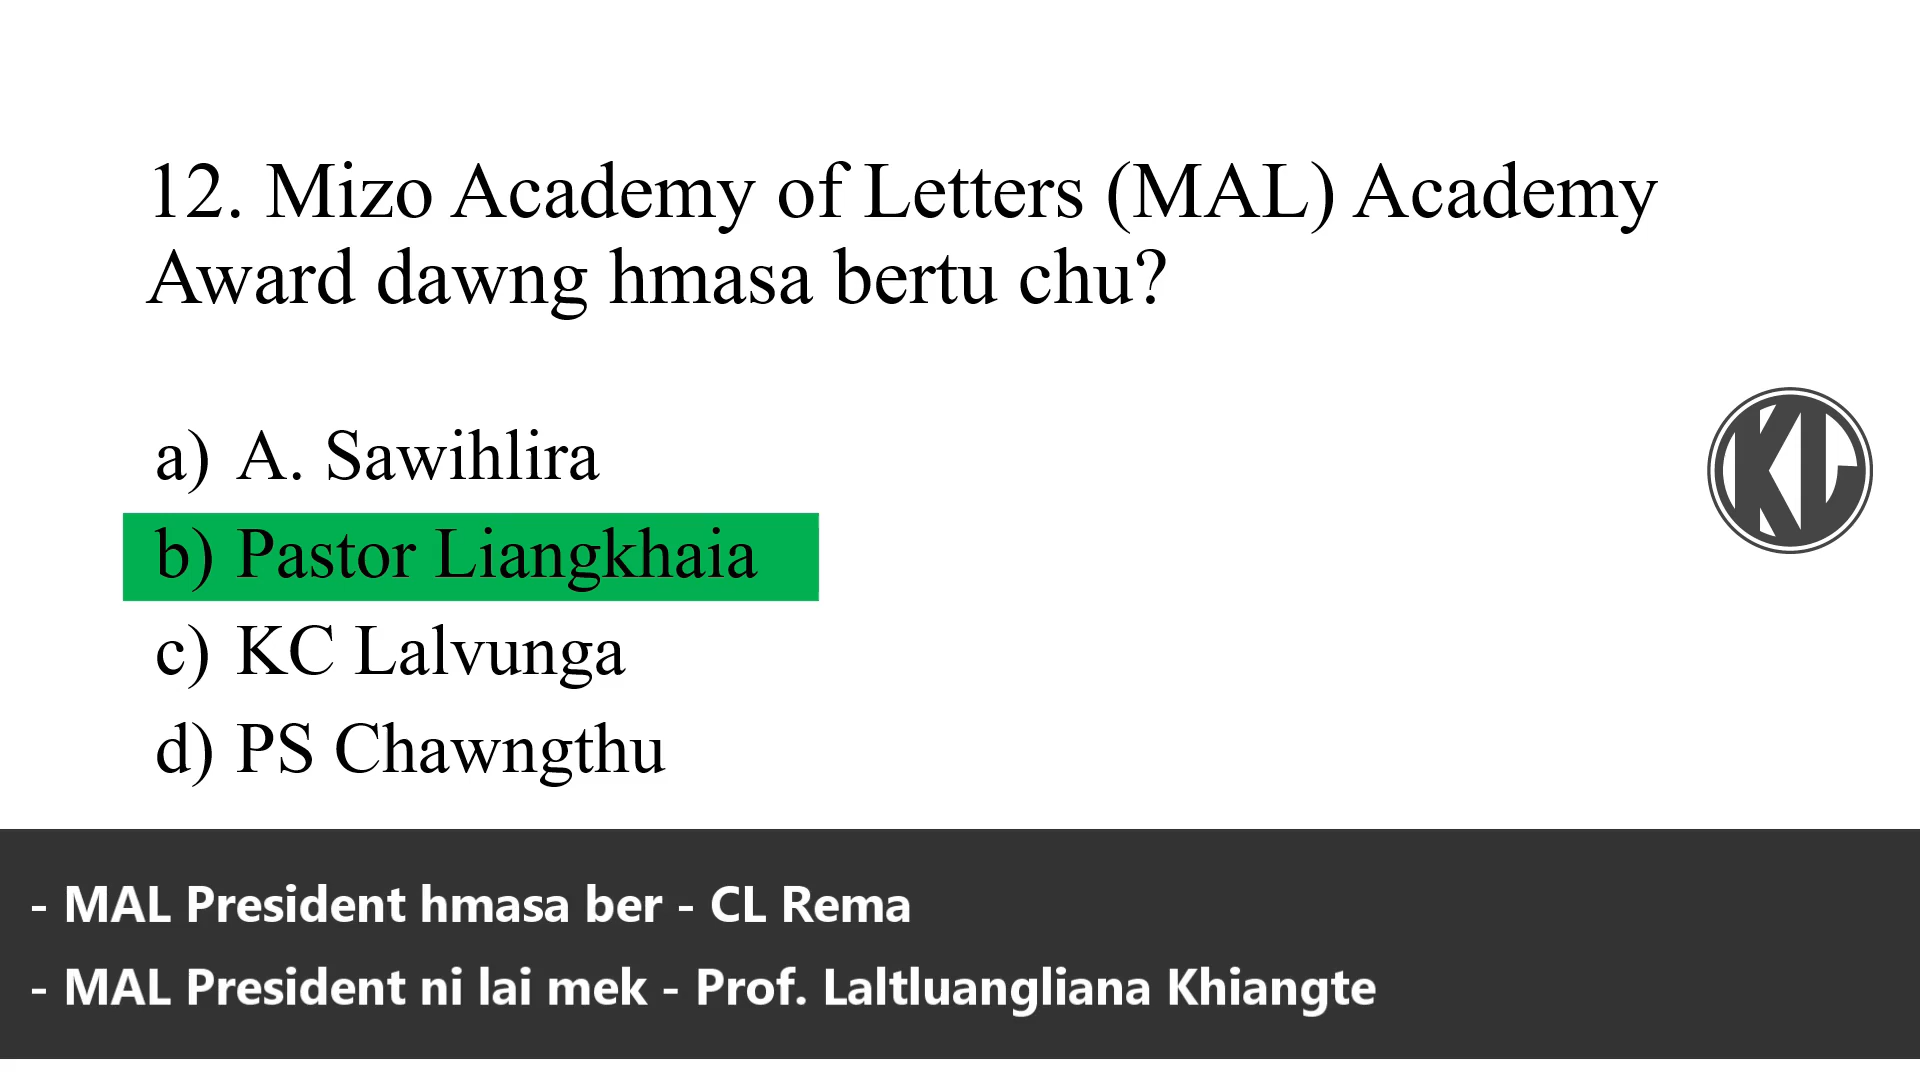 12. Mizo Academy of Letters (MAL) Academy
Award dawng hmasa bertu chu?
a) A. Sawihlira
b) Pastor Liangkhaia
c) KC Lalvunga
d) PS Chawngthu
KL
- MAL President hmasa ber - CL Rema
- MAL President ni lai mek - Prof. Laltluangliana Khiangte